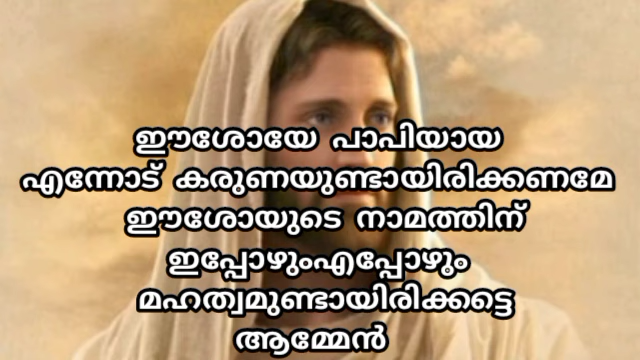 ഈശോയേ പാപിയായ
എന്നോട് കരുണയുണ്ടായിരിക്കണമേ
ഈശോയുടെ നാമത്തിന്
ഇപ്പോഴുംഎപ്പോഴും
മഹത്വമുണ്ടായിരിക്കട്ടെ
ആമ്മേൻ